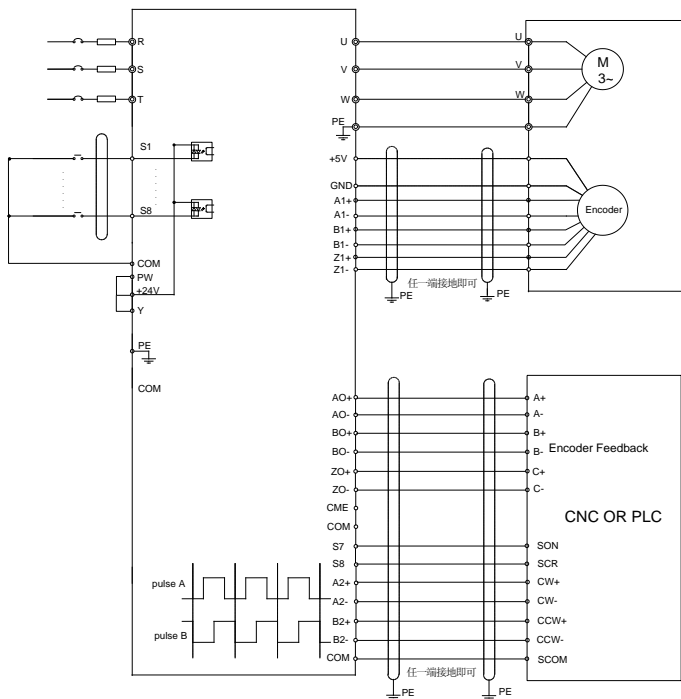 R
S
T
U
V
W
PE
U
V
W
M
3~
S1
S8
COM
PW
+24V
Y
PE
COM
+5V
GND
A1+
A1-
B1+
B1-
Z1+
Z1-
Encoder
任一端接地即可
PE
PE
AO+
AO-
BO+
BO-
ZO+
ZO-
CME
COM
S7
S8
A2+
A2-
B2+
B2-
COM
pulse A
pulse B
A+
A-
B+
B-
C+
C-
Encoder Feedback
CNC OR PLC
SON
SCR
CW+
CW-
CCW+
CCW-
SCOM
任一端接地即可
PE
PE